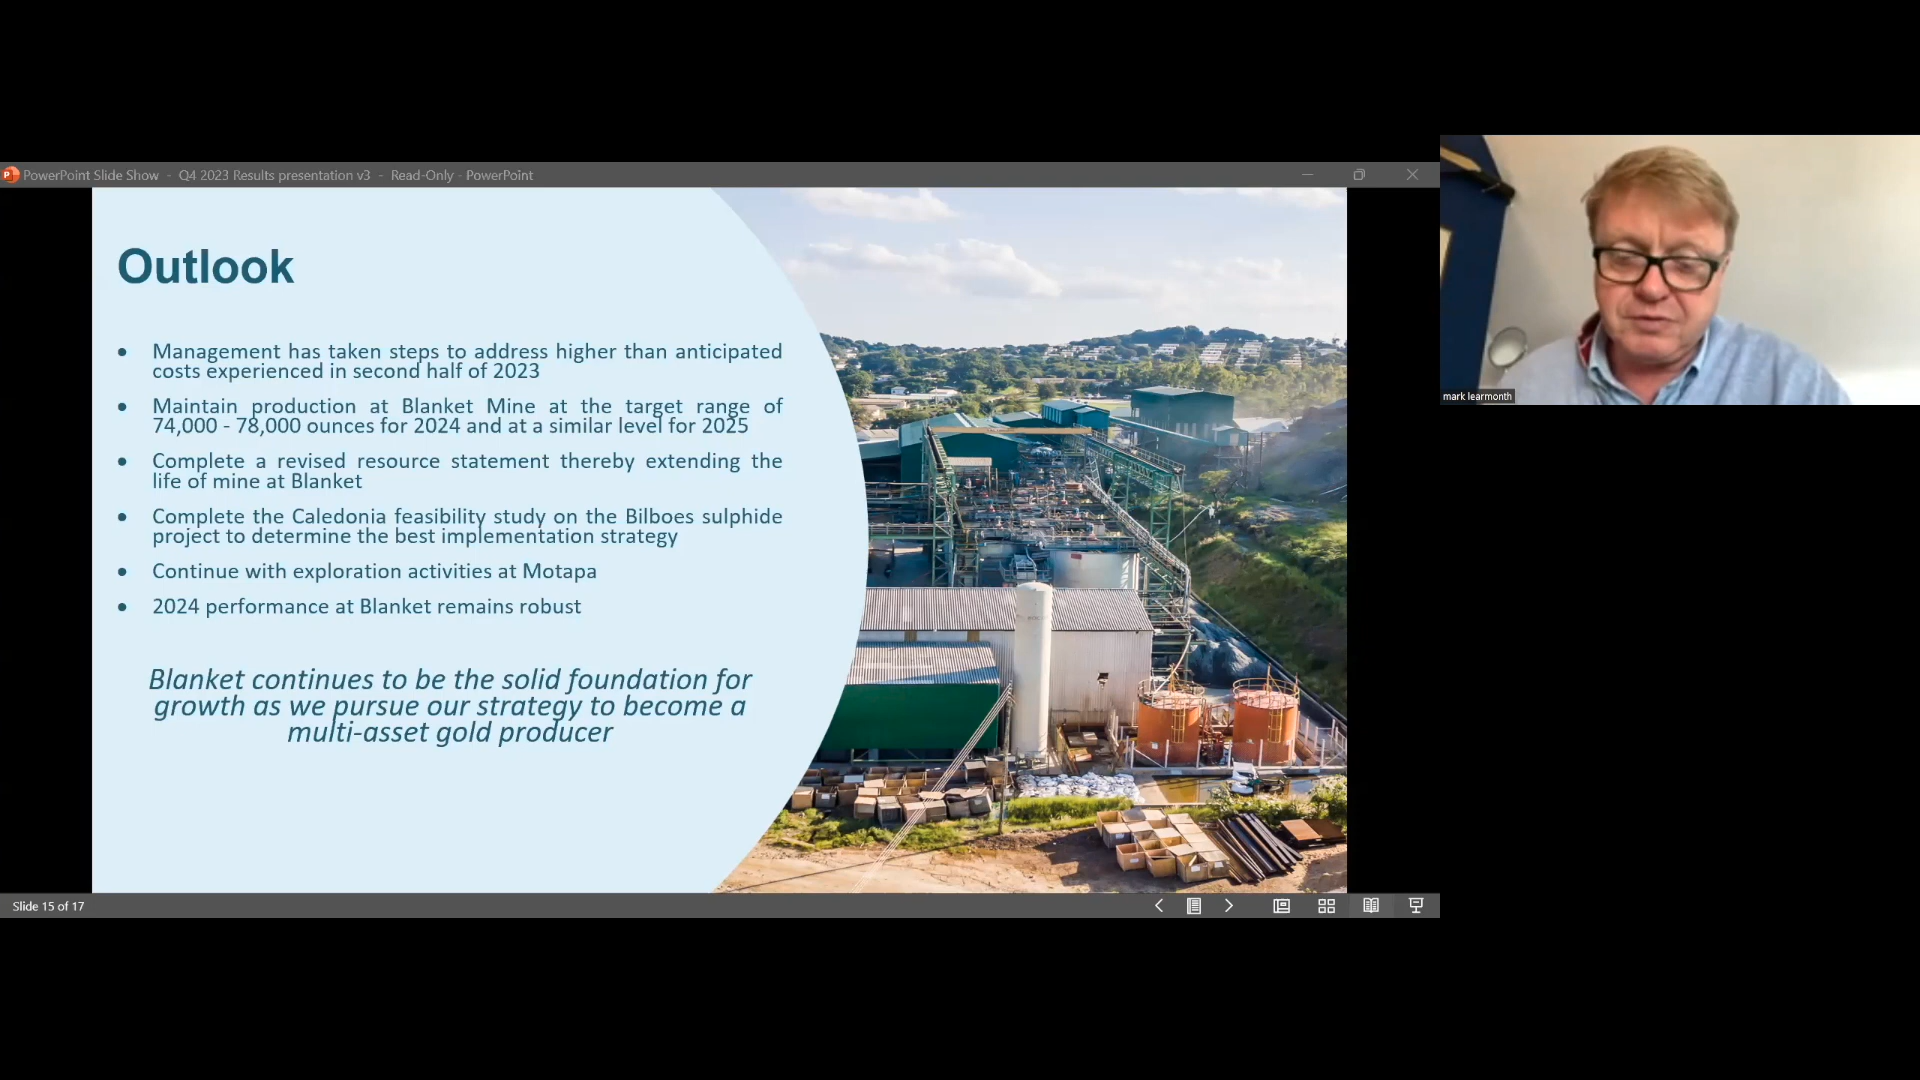 PowerPoint Slide Show - Q4 2023 Results presentation v3 - Read-Only - PowerPoint
Outlook
• Management has taken steps to address higher than anticipated
costs experienced in second half of 2023
• Maintain production at Blanket Mine at the target range of
74,000 - 78,000 ounces for 2024 and at a similar level for 2025
• Complete a revised resource statement thereby extending the
life of mine at Blanket
• Complete the Caledonia feasibility study on the Bilboes sulphide
project to determine the best implementation strategy
• Continue with exploration activities at Motapa
• 2024 performance at Blanket remains robust
Blanket continues to be the solid foundation for
growth as we pursue our strategy to become a
multi-asset gold producer
Slide 15 of 17
mark learmonth